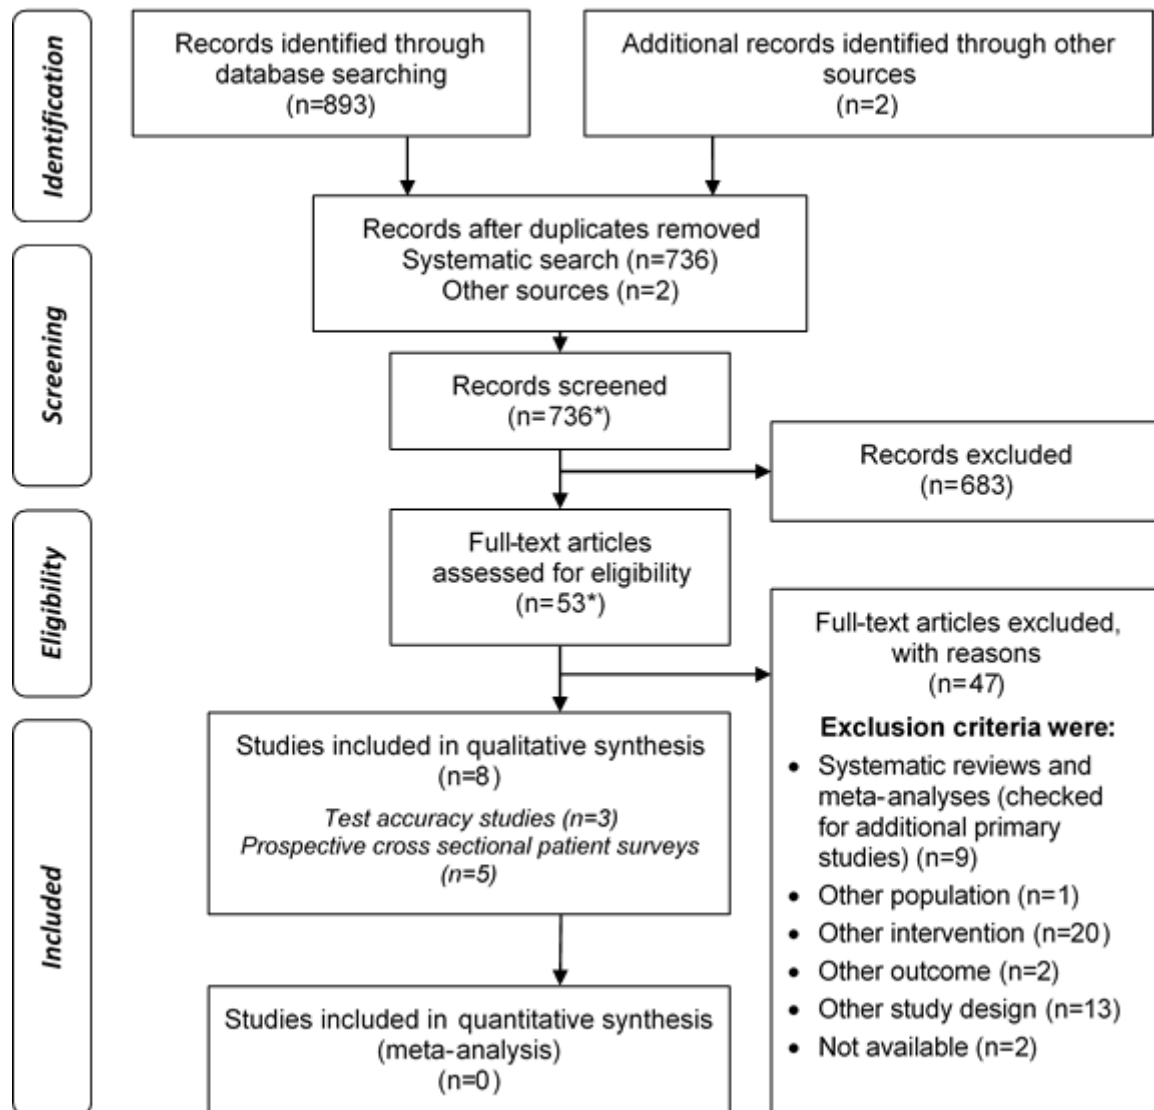 Identification
Records identified through
database searching
(n=893)
Additional records identified through other
sources
(n=2)
Records after duplicates removed
Systematic search (n=736)
Other sources (n=2)
Screening
Records screened
(n=736*)
Records excluded
(n=683)
Eligibility
Full-text articles
assessed for eligibility
(n=53*)
Full-text articles excluded,
with reasons
(n=47)
Exclusion criteria were:
• Systematic reviews and
meta-analyses (checked
for additional primary
studies) (n=9)
• Other population (n=1)
• Other intervention (n=20)
• Other outcome (n=2)
• Other study design (n=13)
• Not available (n=2)
Included
Studies included in qualitative synthesis
(n=8)
Test accuracy studies (n=3)
Prospective cross sectional patient surveys
(n=5)
Studies included in quantitative synthesis
(meta-analysis)
(n=0)